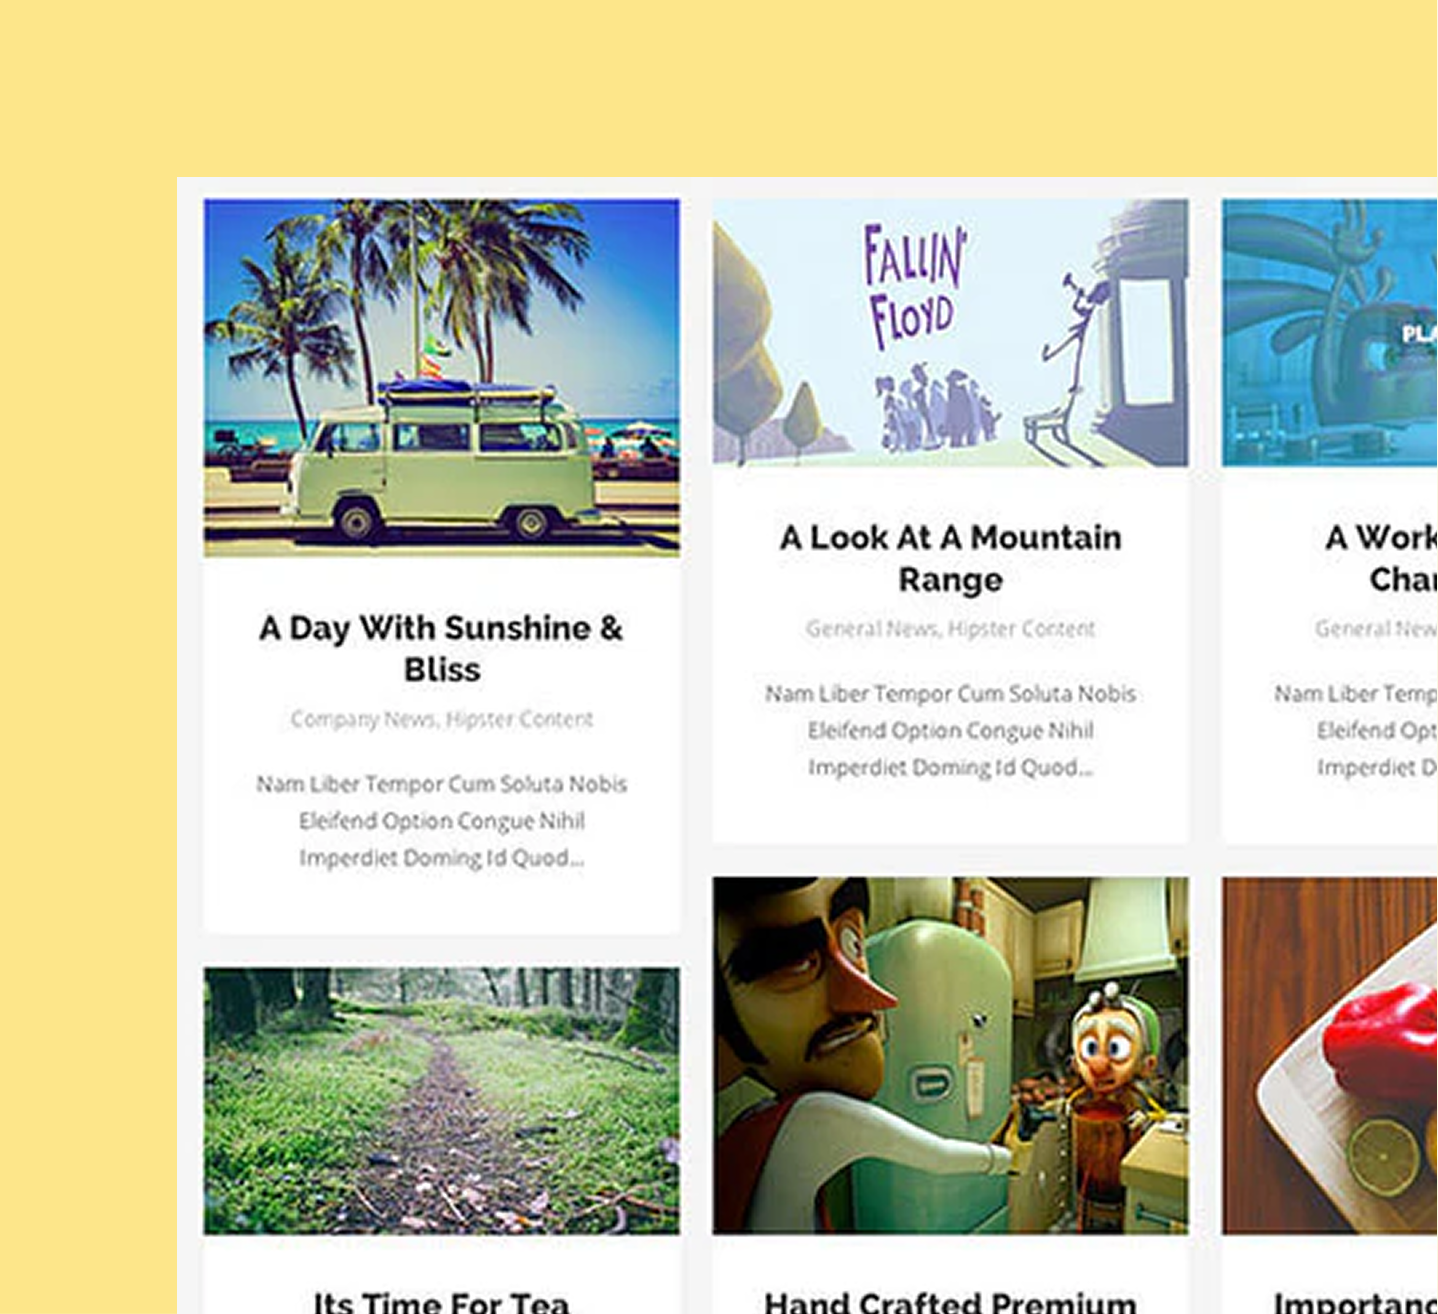 FALLIN'
FLOYD
A Day With Sunshine &
Bliss
Company News, Hipster Content
Nam Liber Tempor Cum Soluta Nobis
Eleifend Option Congue Nihil
Imperdiet Doming Id Quod...
A Look At A Mountain
Range
General News, Hipster Content
Nam Liber Tempor Cum Soluta Nobis
Eleifend Option Congue Nihil
Imperdiet Doming Id Quod...
PLA
A Work
Char
General New
Nam Liber Temp
Eleifend Opt
Imperdiet D
Its Time For Tea
Hand Crafted Premium
Importanc